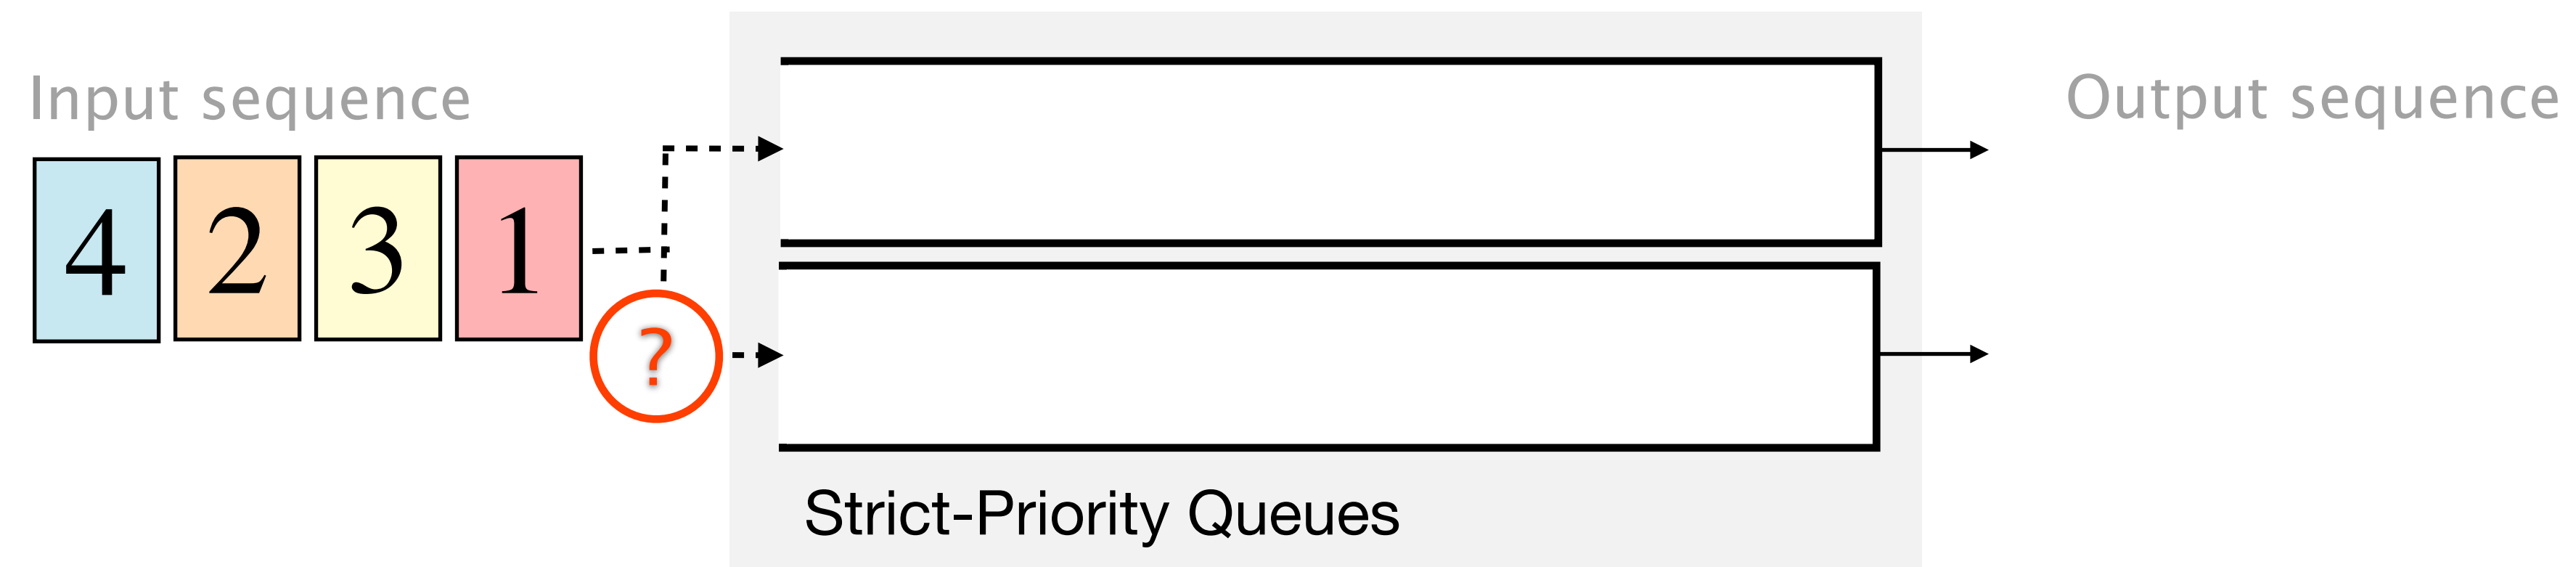 Input sequence
Output sequence
4 2 3 1
?
Strict-Priority Queues